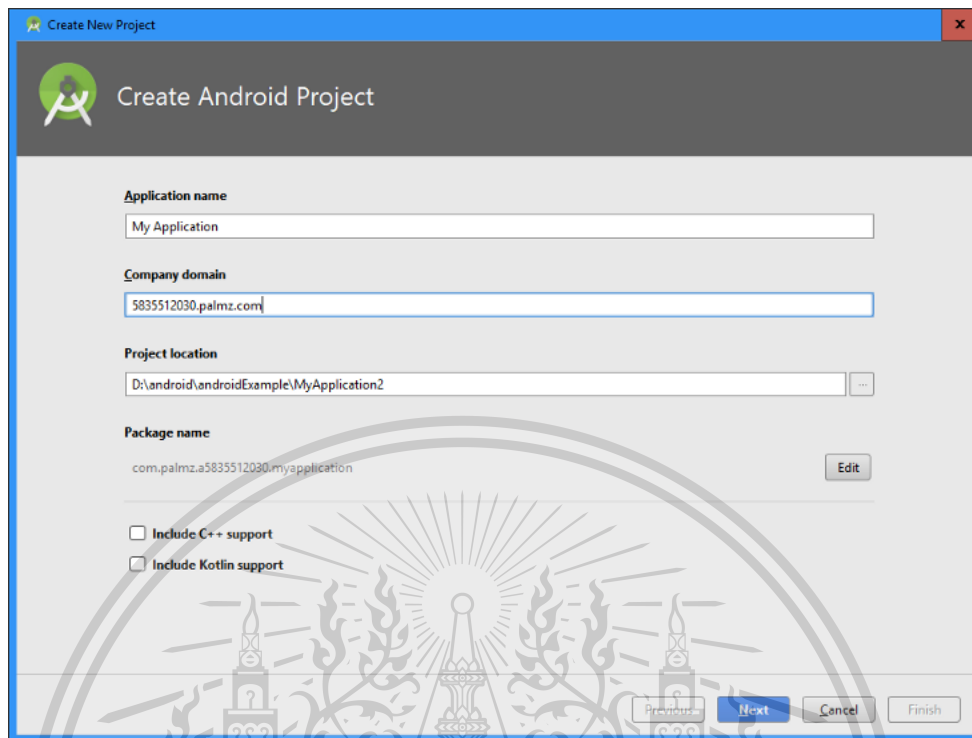 Create New Project
x
Create Android Project
Application name
My Application
Company domain
5835512030.palmz.com
Project location
D:\android\androidExample\MyApplication2
...
Package name
com.palmz.a5835512030.myapplication
Edit
Include C++ support
Include Kotlin support
Previous Next Cancel Finish